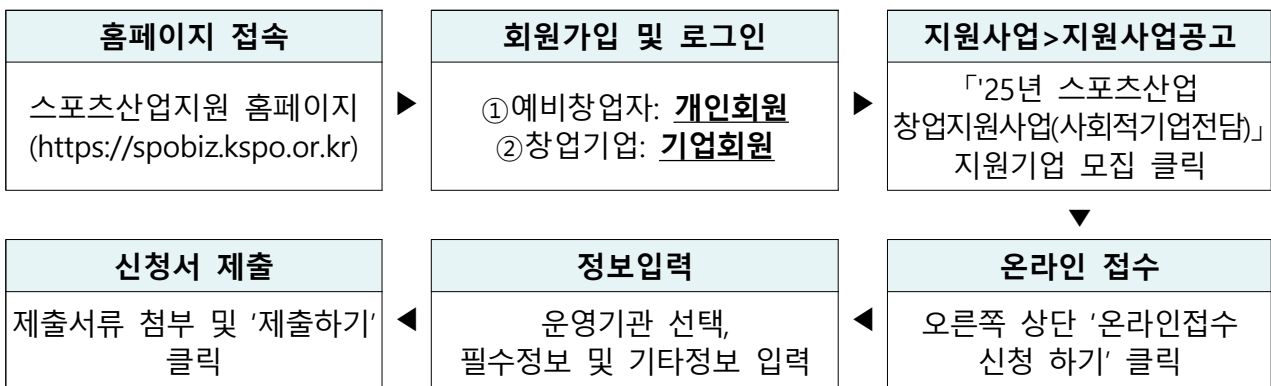 홈페이지 접속
스포츠산업지원 홈페이지
(https://spobiz.kspo.or.kr)
▶
회원가입 및 로그인
①예비창업자: 개인회원
②창업기업: 기업회원
▶
지원사업>지원사업공고
「'25년 스포츠산업
창업지원사업(사회적기업전담)」
지원기업 모집 클릭
▼
온라인 접수
오른쪽 상단 '온라인접수
신청 하기' 클릭
◀
정보입력
운영기관 선택,
필수정보 및 기타정보 입력
◀
신청서 제출
제출서류 첨부 및 '제출하기'
클릭